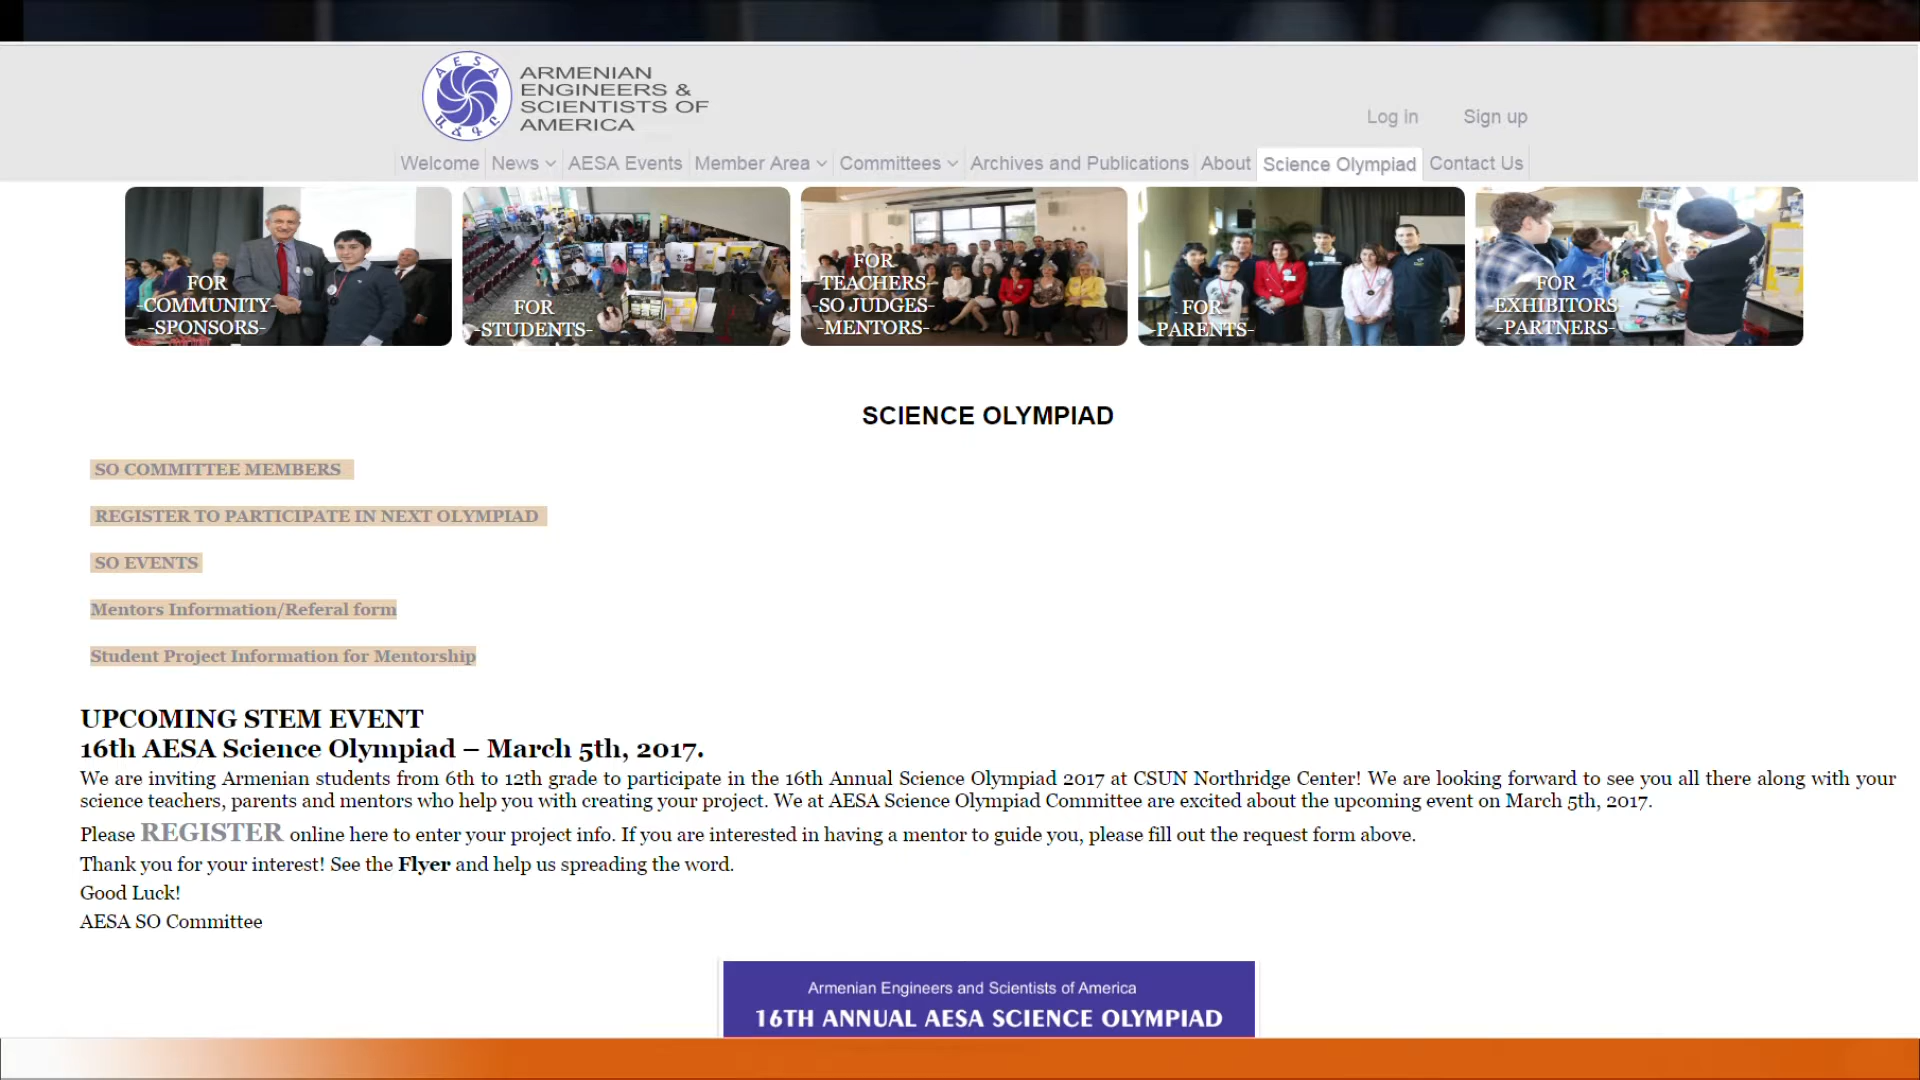 AESA
ԱՃԳԸ
ARMENIAN
ENGINEERS &
SCIENTISTS OF
AMERICA
Log in
Sign up
Welcome
News
AESA Events
Member Area
Committees
Archives and Publications
About
Science Olympiad
Contact Us
FOR
-COMMUNITY-
-SPONSORS-
FOR
-STUDENTS-
FOR
-TEACHERS-
-SO JUDGES-
-MENTORS-
FOR
-PARENTS-
FOR
EXHIBITORS
-PARTNERS-
SCIENCE OLYMPIAD
SO COMMITTEE MEMBERS
REGISTER TO PARTICIPATE IN NEXT OLYMPIAD
SO EVENTS
Mentors Information/Referal form
Student Project Information for Mentorship
UPCOMING STEM EVENT
16th AESA Science Olympiad – March 5th, 2017.
We are inviting Armenian students from 6th to 12th grade to participate in the 16th Annual Science Olympiad 2017 at CSUN Northridge Center! We are looking forward to see you all there along with your
science teachers, parents and mentors who help you with creating your project. We at AESA Science Olympiad Committee are excited about the upcoming event on March 5th, 2017.
Please REGISTER online here to enter your project info. If you are interested in having a mentor to guide you, please fill out the request form above.
Thank you for your interest! See the Flyer and help us spreading the word.
Good Luck!
AESA SO Committee
Armenian Engineers and Scientists of America
16TH ANNUAL AESA SCIENCE OLYMPIAD